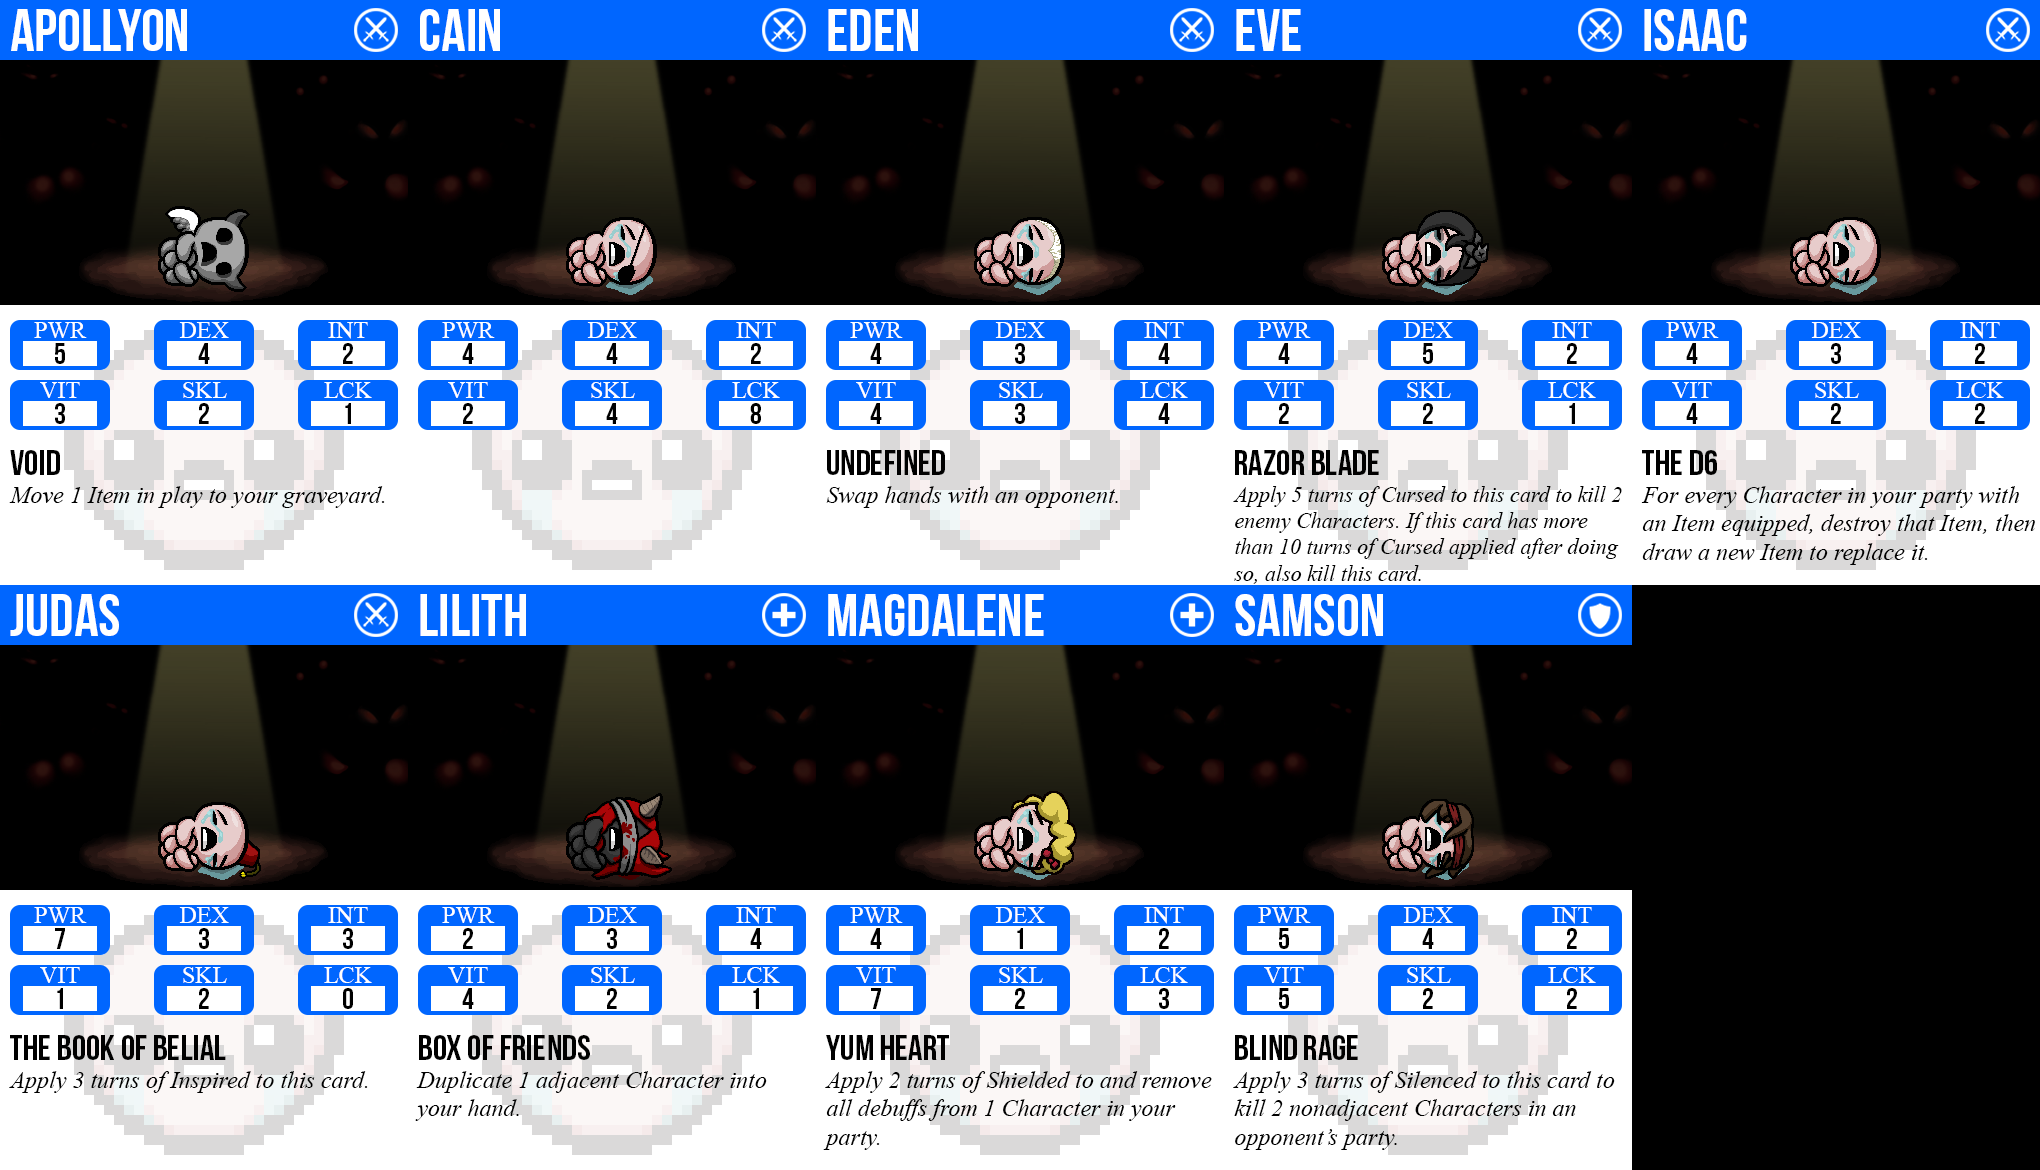 APOLLYON
PWR DEX INT
5 4 2
VIT SKL LCK
3 2 1
VOID
Move 1 Item in play to your graveyard.
CAIN
PWR DEX INT
4 4 2
VIT SKL LCK
2 4 8
EDEN
PWR DEX INT
4 3 4
VIT SKL LCK
4 3 4
UNDEFINED
Swap hands with an opponent.
EVE
PWR DEX INT
4 5 2
VIT SKL LCK
2 2 1
RAZOR BLADE
Apply 5 turns of Cursed to this card to kill 2
enemy Characters. If this card has more
than 10 turns of Cursed applied after doing
so, also kill this card.
ISAAC
PWR DEX INT
4 3 2
VIT SKL LCK
4 2 2
THE D6
For every Character in your party with
an Item equipped, destroy that Item, then
draw a new Item to replace it.
JUDAS
PWR DEX INT
7 3 3
VIT SKL LCK
1 2 0
THE BOOK OF BELIAL
Apply 3 turns of Inspired to this card.
LILITH
PWR DEX INT
2 3 4
VIT SKL LCK
4 2 1
BOX OF FRIENDS
Duplicate 1 adjacent Character into
your hand.
MAGDALENE
PWR DEX INT
4 1 2
VIT SKL LCK
7 2 3
YUM HEART
Apply 2 turns of Shielded to and remove
all debuffs from 1 Character in your
party.
SAMSON
PWR DEX INT
5 4 2
VIT SKL LCK
5 2 2
BLIND RAGE
Apply 3 turns of Silenced to this card to
kill 2 nonadjacent Characters in an
opponent's party.